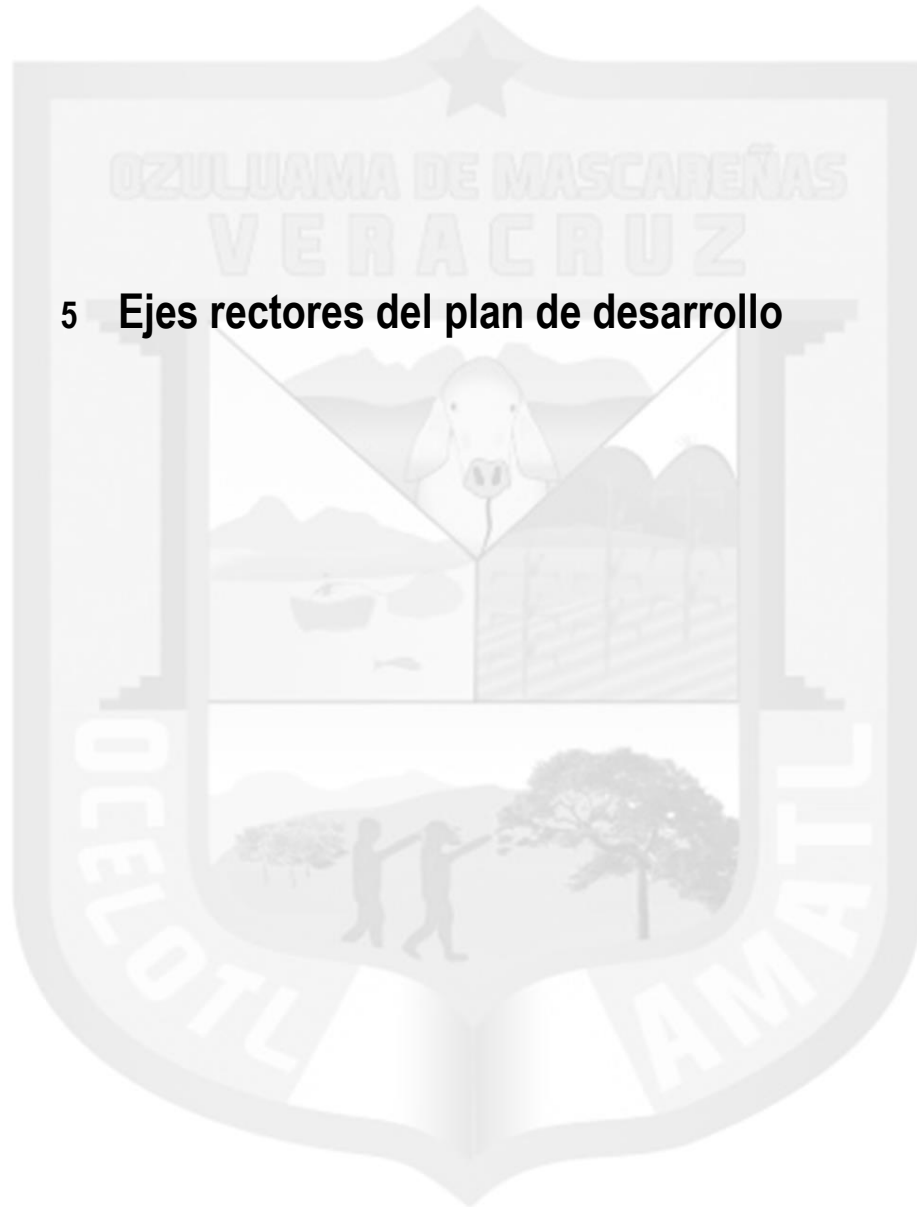 OZULUAMA DE MASCAREÑAS
VERACRUZ
5 Ejes rectores del plan de desarrollo
OCELOTL
AMATL